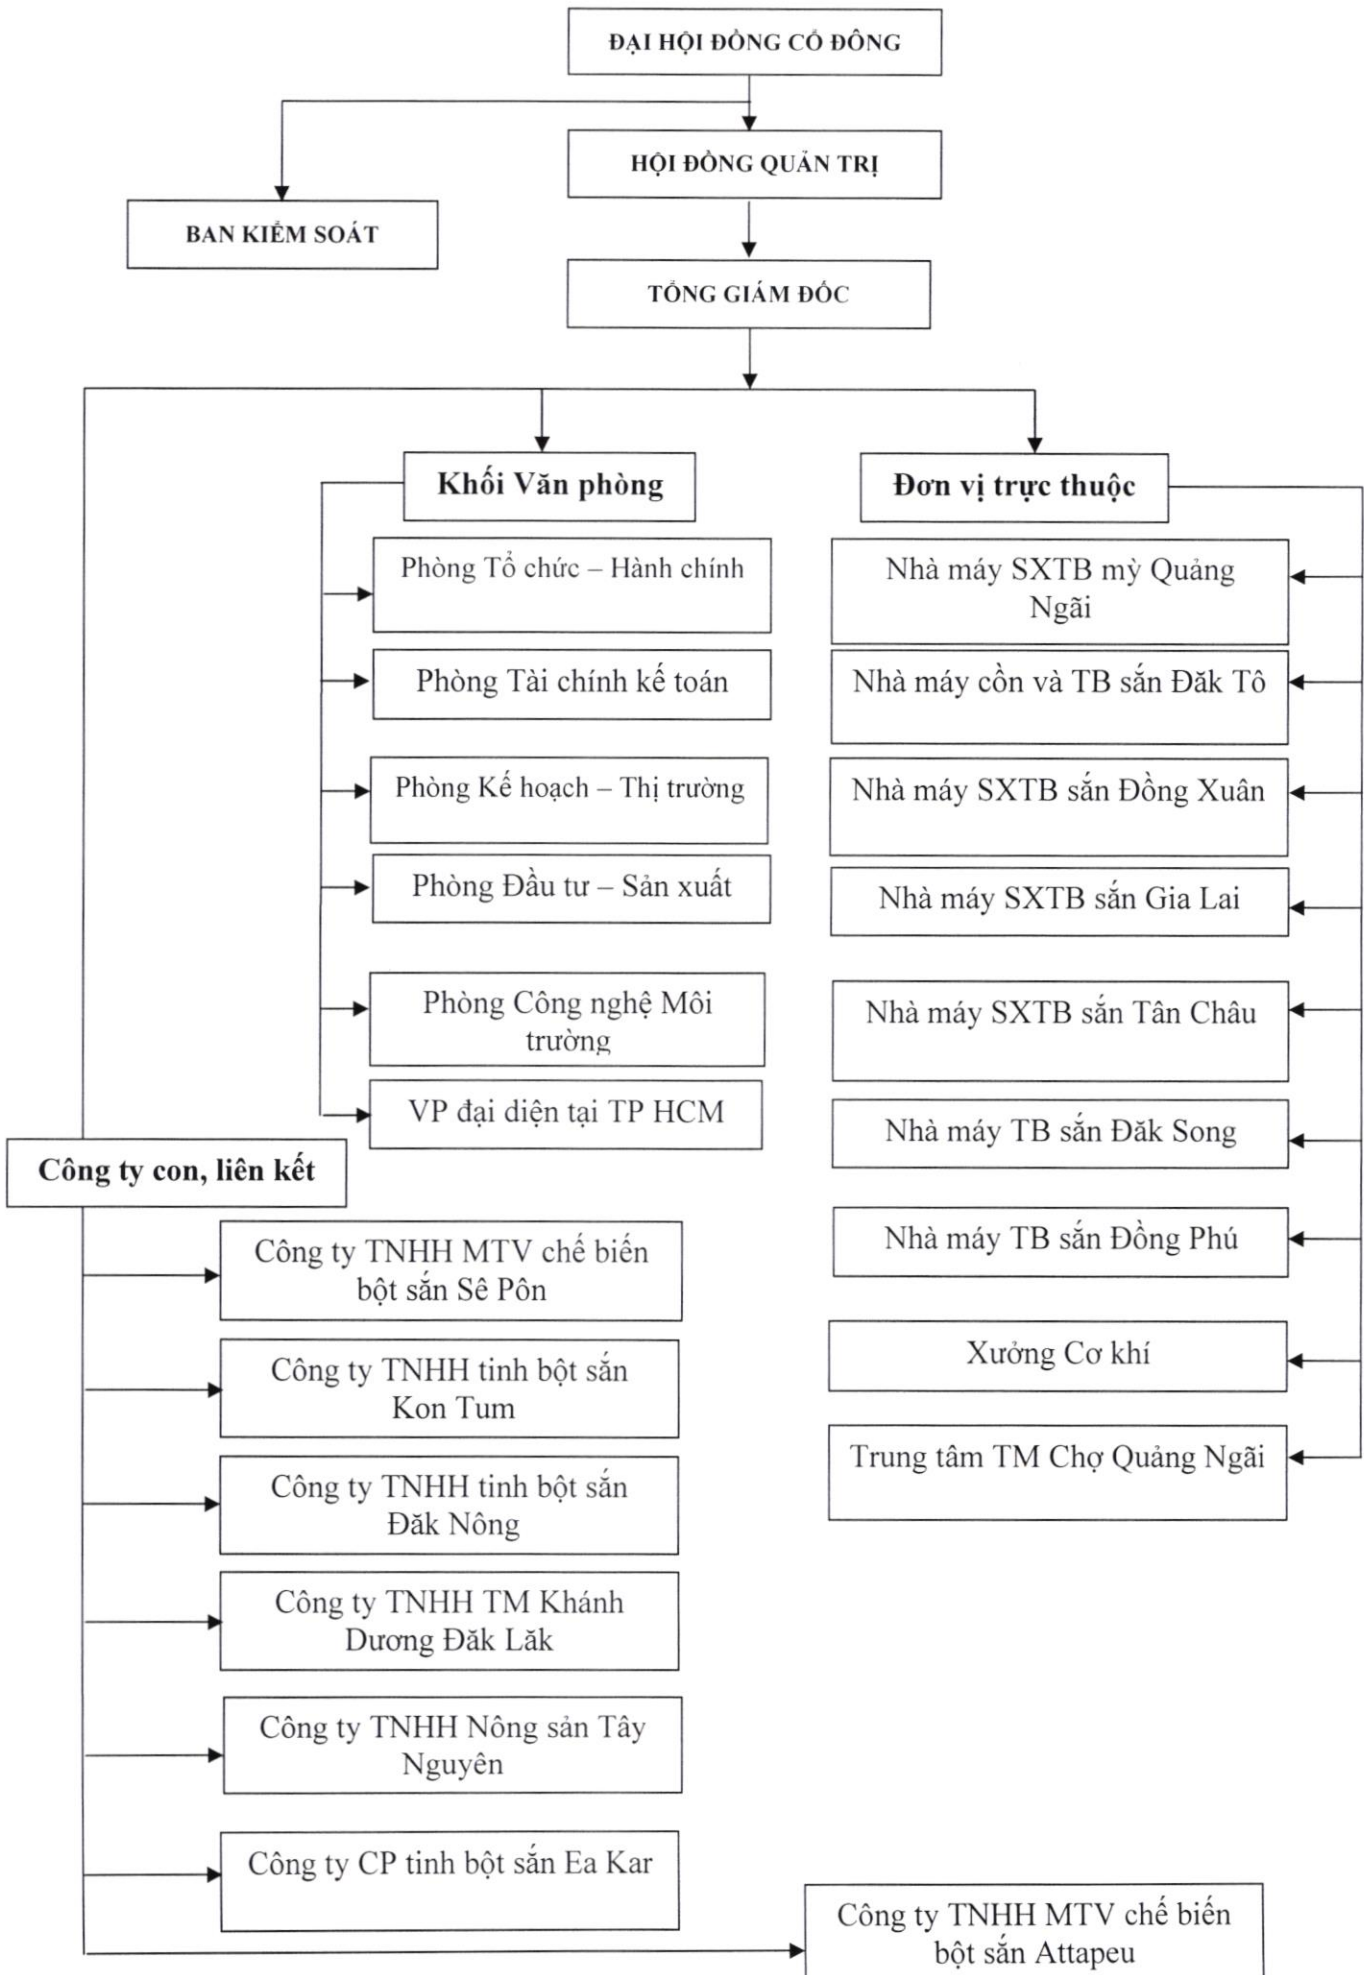 ĐẠI HỘI ĐỒNG CỔ ĐÔNG
HỘI ĐỒNG QUẢN TRỊ
BAN KIỂM SOÁT
TỔNG GIÁM ĐỐC
Khối Văn phòng
Phòng Tổ chức – Hành chính
Phòng Tài chính kế toán
Phòng Kế hoạch – Thị trường
Phòng Đầu tư – Sản xuất
Phòng Công nghệ Môi
trường
VP đại diện tại TP HCM
Đơn vị trực thuộc
Nhà máy SXTB mỳ Quảng
Ngãi
Nhà máy cồn và TB sắn Đăk Tô
Nhà máy SXTB sắn Đồng Xuân
Nhà máy SXTB sắn Gia Lai
Nhà máy SXTB sắn Tân Châu
Nhà máy TB sắn Đăk Song
Nhà máy TB sắn Đồng Phú
Xưởng Cơ khí
Trung tâm TM Chợ Quảng Ngãi
Công ty con, liên kết
Công ty TNHH MTV chế biến
bột sắn Sê Pôn
Công ty TNHH tinh bột sắn
Kon Tum
Công ty TNHH tinh bột sắn
Đăk Nông
Công ty TNHH TM Khánh
Dương Đăk Lăk
Công ty TNHH Nông sản Tây
Nguyên
Công ty CP tinh bột sắn Ea Kar
Công ty TNHH MTV chế biến
bột sắn Attapeu